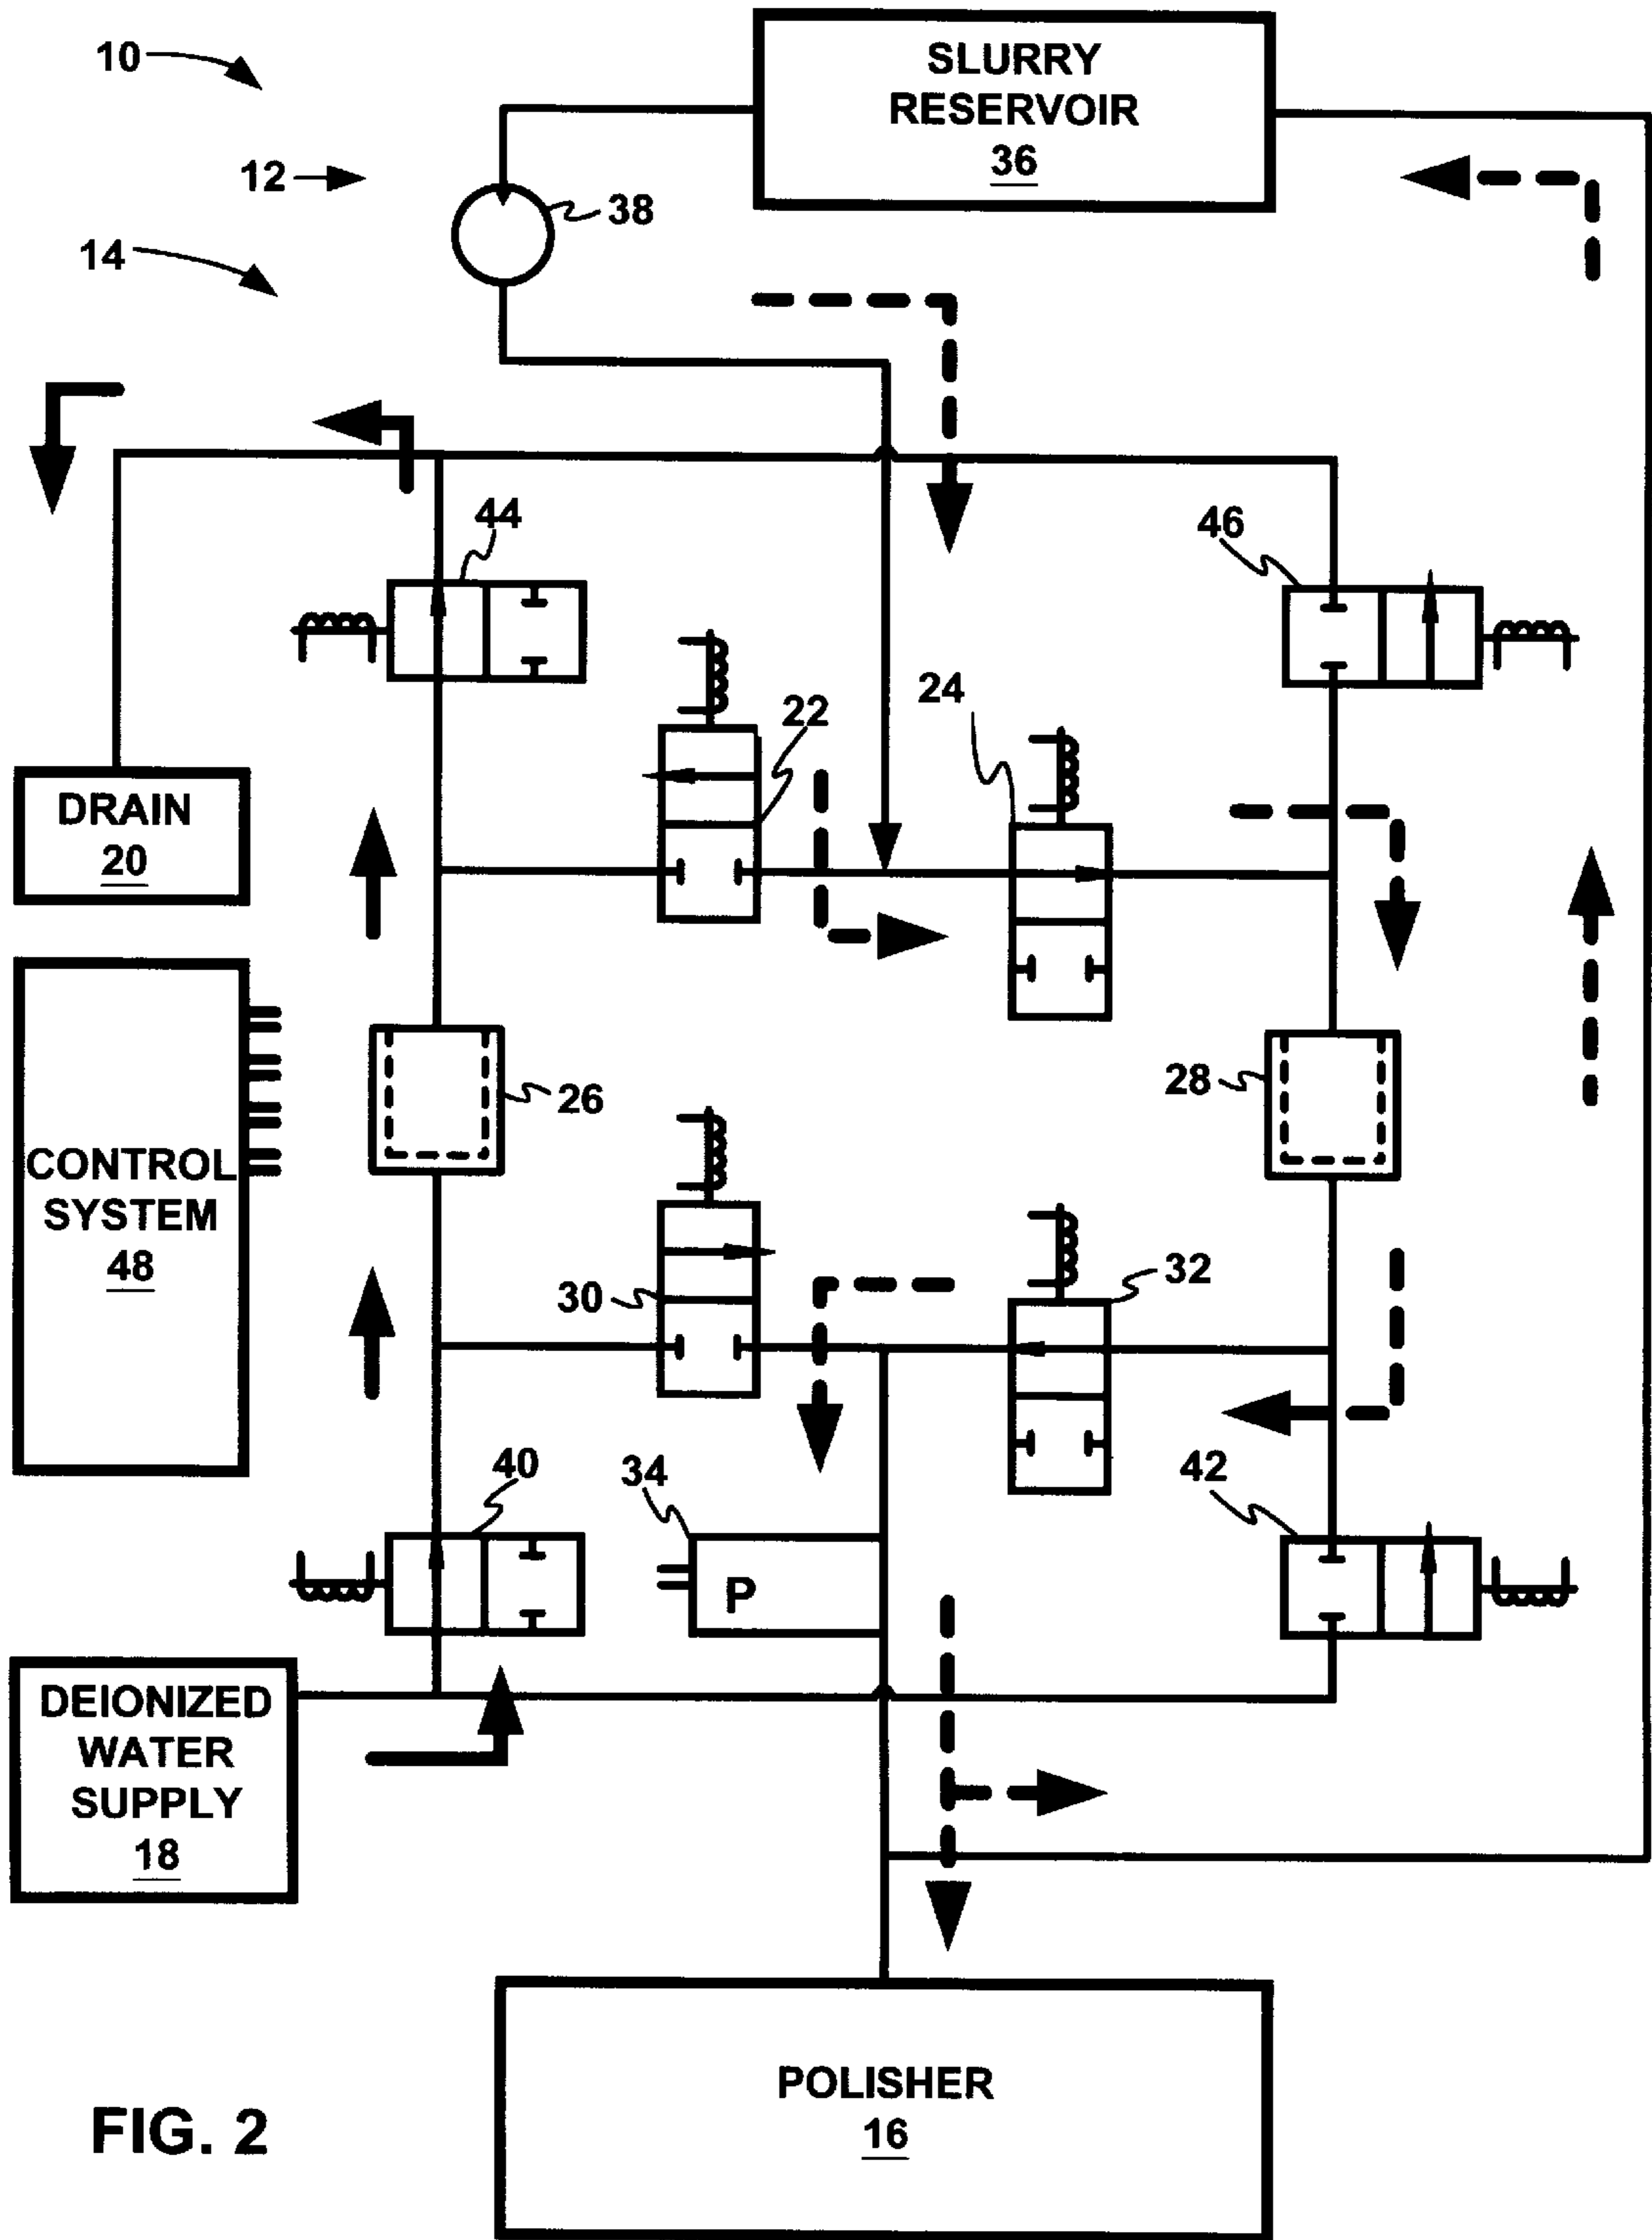 SLURRY
RESERVOIR
36
10
12
38
14
44
46
22
24
DRAIN
20
26
28
CONTROL
SYSTEM
48
30
32
40
34
42
P
DEIONIZED
WATER
SUPPLY
18
POLISHER
16
FIG. 2